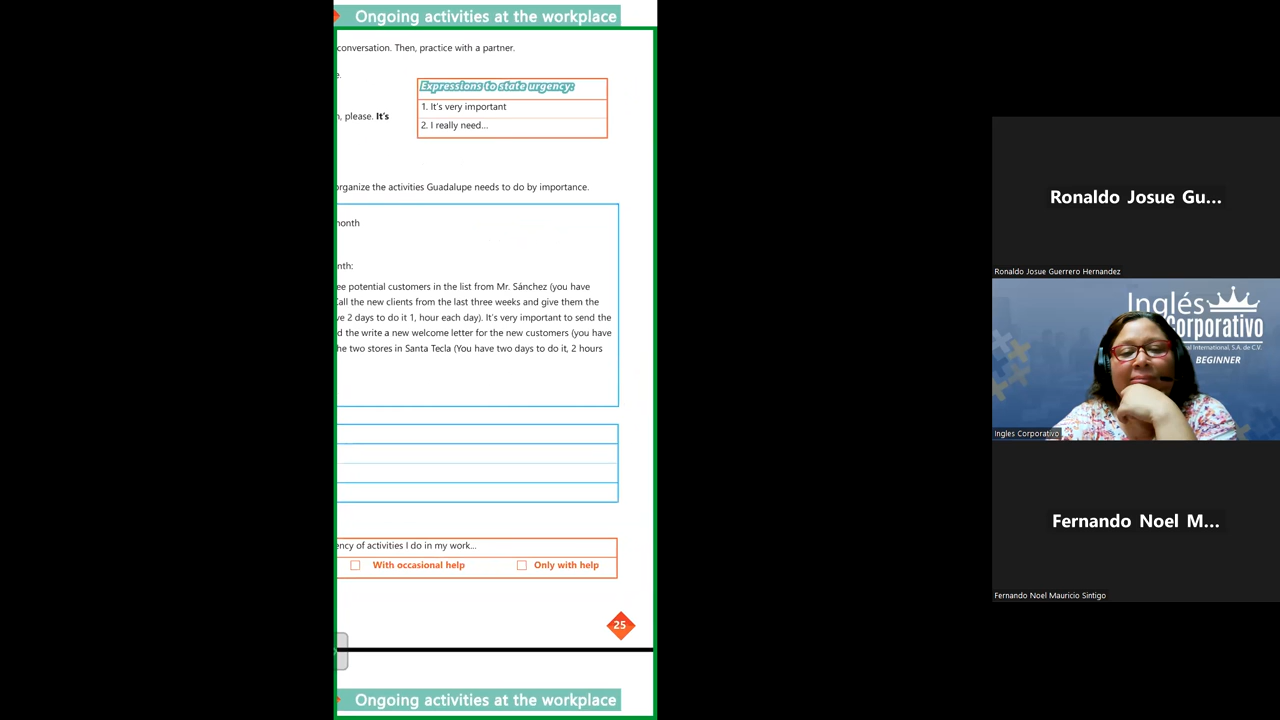 Ongoing activities at the workplace
conversation. Then, practice with a partner.
e.
Expressions to state urgency:
1. It's very important
n, please. It's
2. I really need...
organize the activities Guadalupe needs to do by importance.
month
nth:
ee potential customers in the list from Mr. Sánchez (you have
Call the new clients from the last three weeks and give them the
ve 2 days to do it 1, hour each day). It's very important to send the
d the write a new welcome letter for the new customers (you have
he two stores in Santa Tecla (You have two days to do it, 2 hours
ency of activities I do in my work...
With occasional help
Only with help
25
Ongoing activities at the workplace
Ronaldo Josue Gu...
Ronaldo Josue Guerrero Hernandez
Inglés
Corporativo
al International, S.A. de C.V.
BEGINNER
Ingles Corporativo
Fernando Noel M...
Fernando Noel Mauricio Sintigo